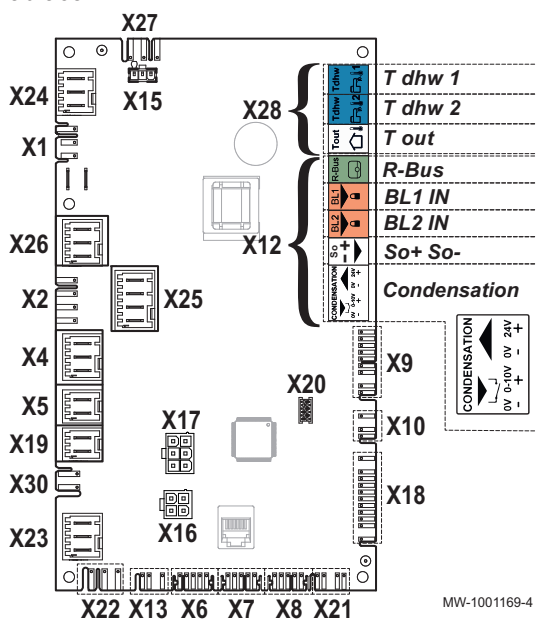 X27
X24
X15
X28
Tdhw 1
T dhw 1
Tdhw 2
T dhw 2
X1
Tout
T out
R-Bus
R-Bus
BL1
BL1 IN
X12
BL2
BL2 IN
X26
So - +
So+ So-
X2
X25
CONDENSATION
0V 0-10V 0V 24V
- + - +
Condensation
CONDENSATION
0V 0-10V 0V 24V
- + - +
X4
X9
X5
X20
X10
X19
X17
X30
X18
X16
X23
X22
X13
X6
X7
X8
X21
MW-1001169-4